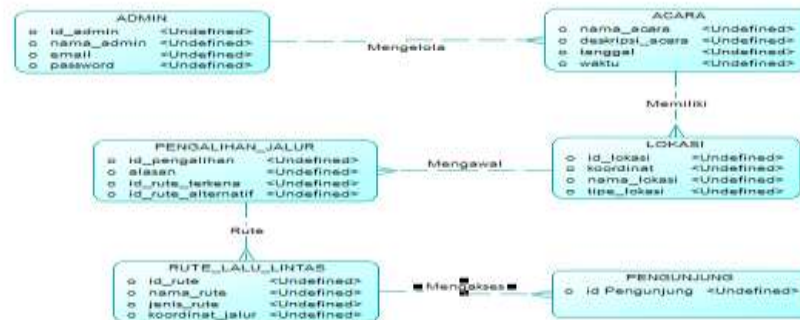 ADMIN
id_admin <Undefined>
nama_admin <Undefined>
email <Undefined>
password <Undefined>
Mengelola
ACARA
nama_acara <Undefined>
deskripsi_acara <Undefined>
tanggal <Undefined>
waktu <Undefined>
Memiliki
PENGALIHAN_JALUR
id_pengalihan <Undefined>
alasan <Undefined>
id_rute_terkena <Undefined>
id_rute_alternatif <Undefined>
Mengawal
LOKASI
id_lokasi <Undefined>
koordinat <Undefined>
nama_lokasi <Undefined>
tipe_lokasi <Undefined>
Rute
RUTE_LALU_LINTAS
id_rute <Undefined>
nama_rute <Undefined>
jenis_rute <Undefined>
koordinat_jalur <Undefined>
Mengakses
PENGUNJUNG
id Pengunjung <Undefined>